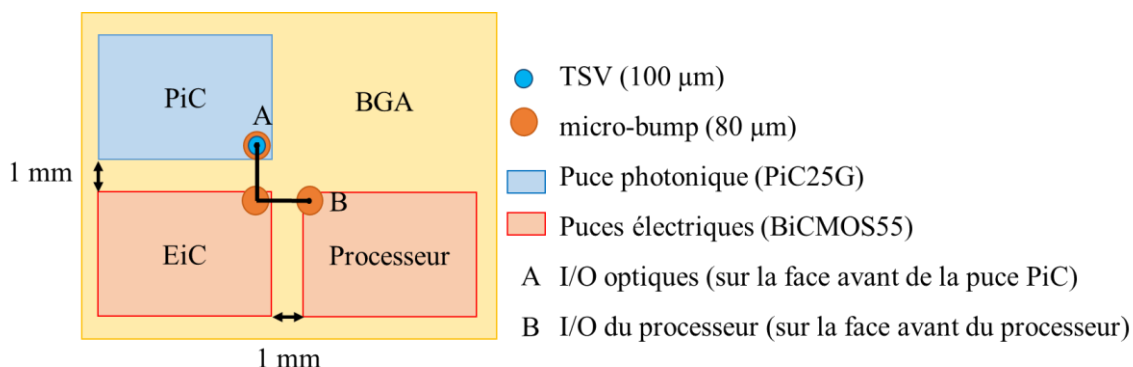 PiC
BGA
A
1 mm
B
EiC
Processeur
1 mm
TSV (100 μm)
micro-bump (80 μm)
Puce photonique (PiC25G)
Puces électriques (BiCMOS55)
A I/O optiques (sur la face avant de la puce PiC)
B I/O du processeur (sur la face avant du processeur)